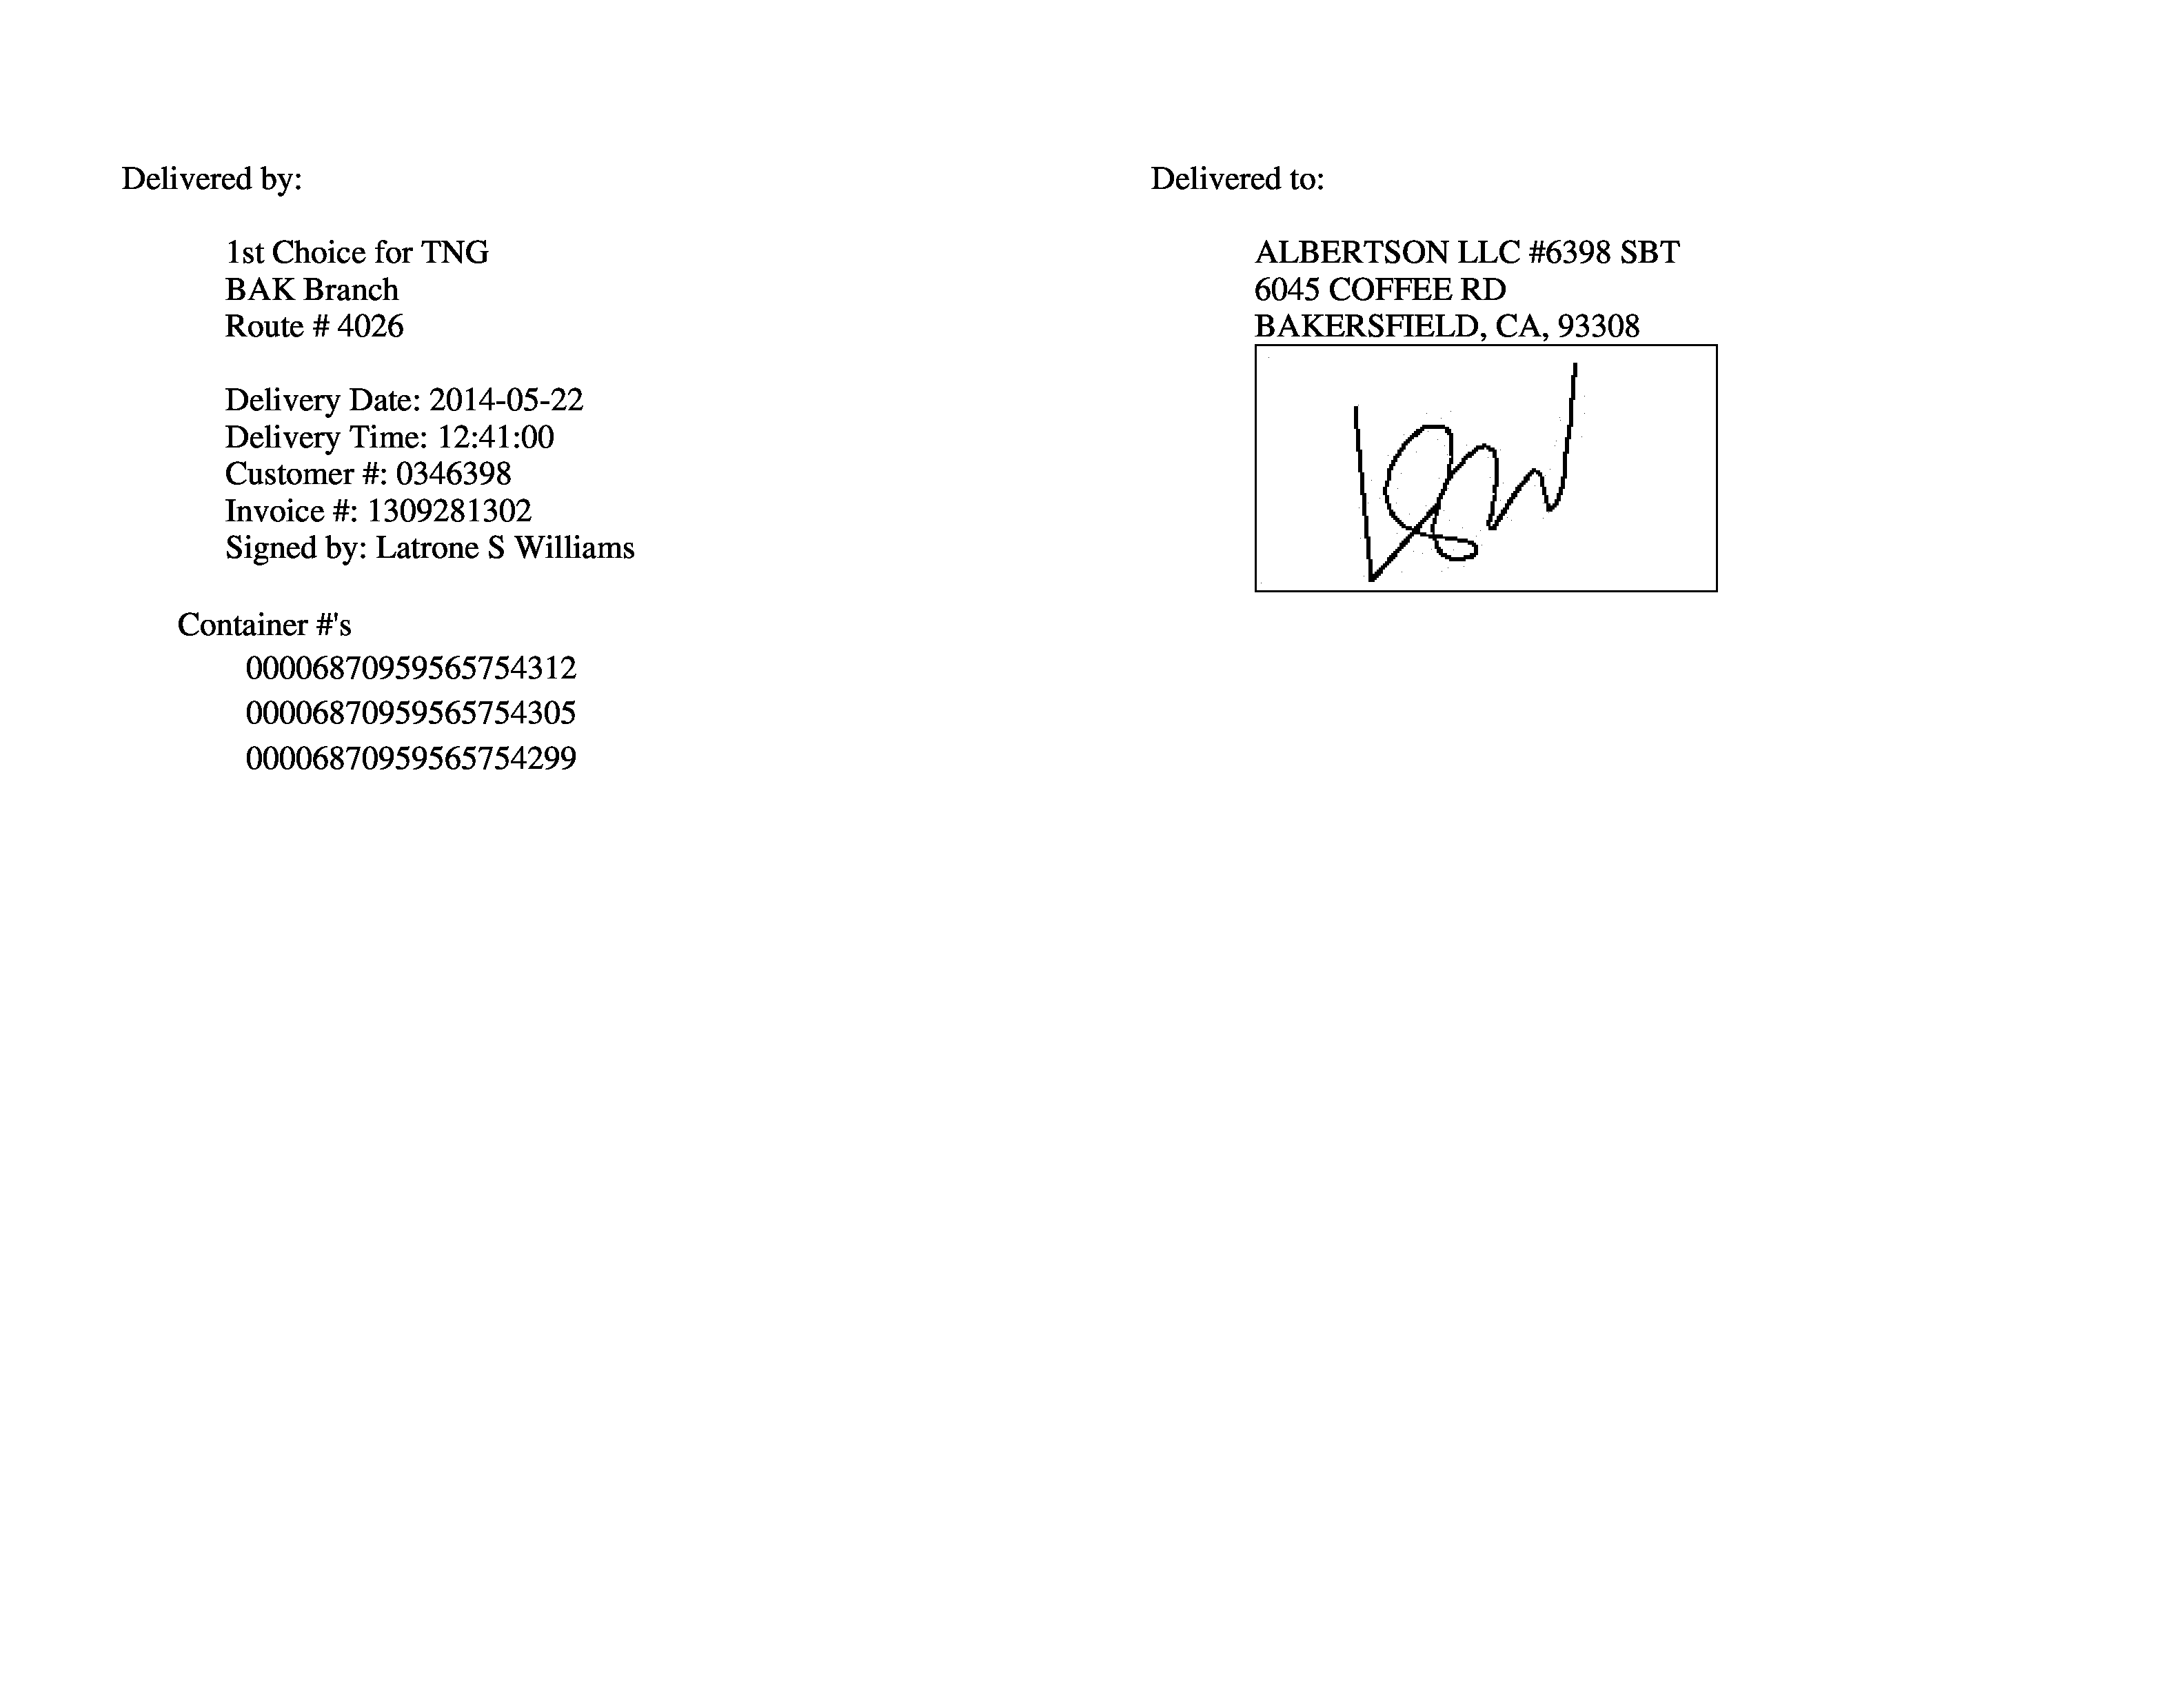 Delivered by:
1st Choice for TNG
BAK Branch
Route # 4026
Delivery Date: 2014-05-22
Delivery Time: 12:41:00
Customer #: 0346398
Invoice #: 1309281302
Signed by: Latrone S Williams
Container #'s
00006870959565754312
00006870959565754305
00006870959565754299
Delivered to:
ALBERTSON LLC #6398 SBT
6045 COFFEE RD
BAKERSFIELD, CA, 93308